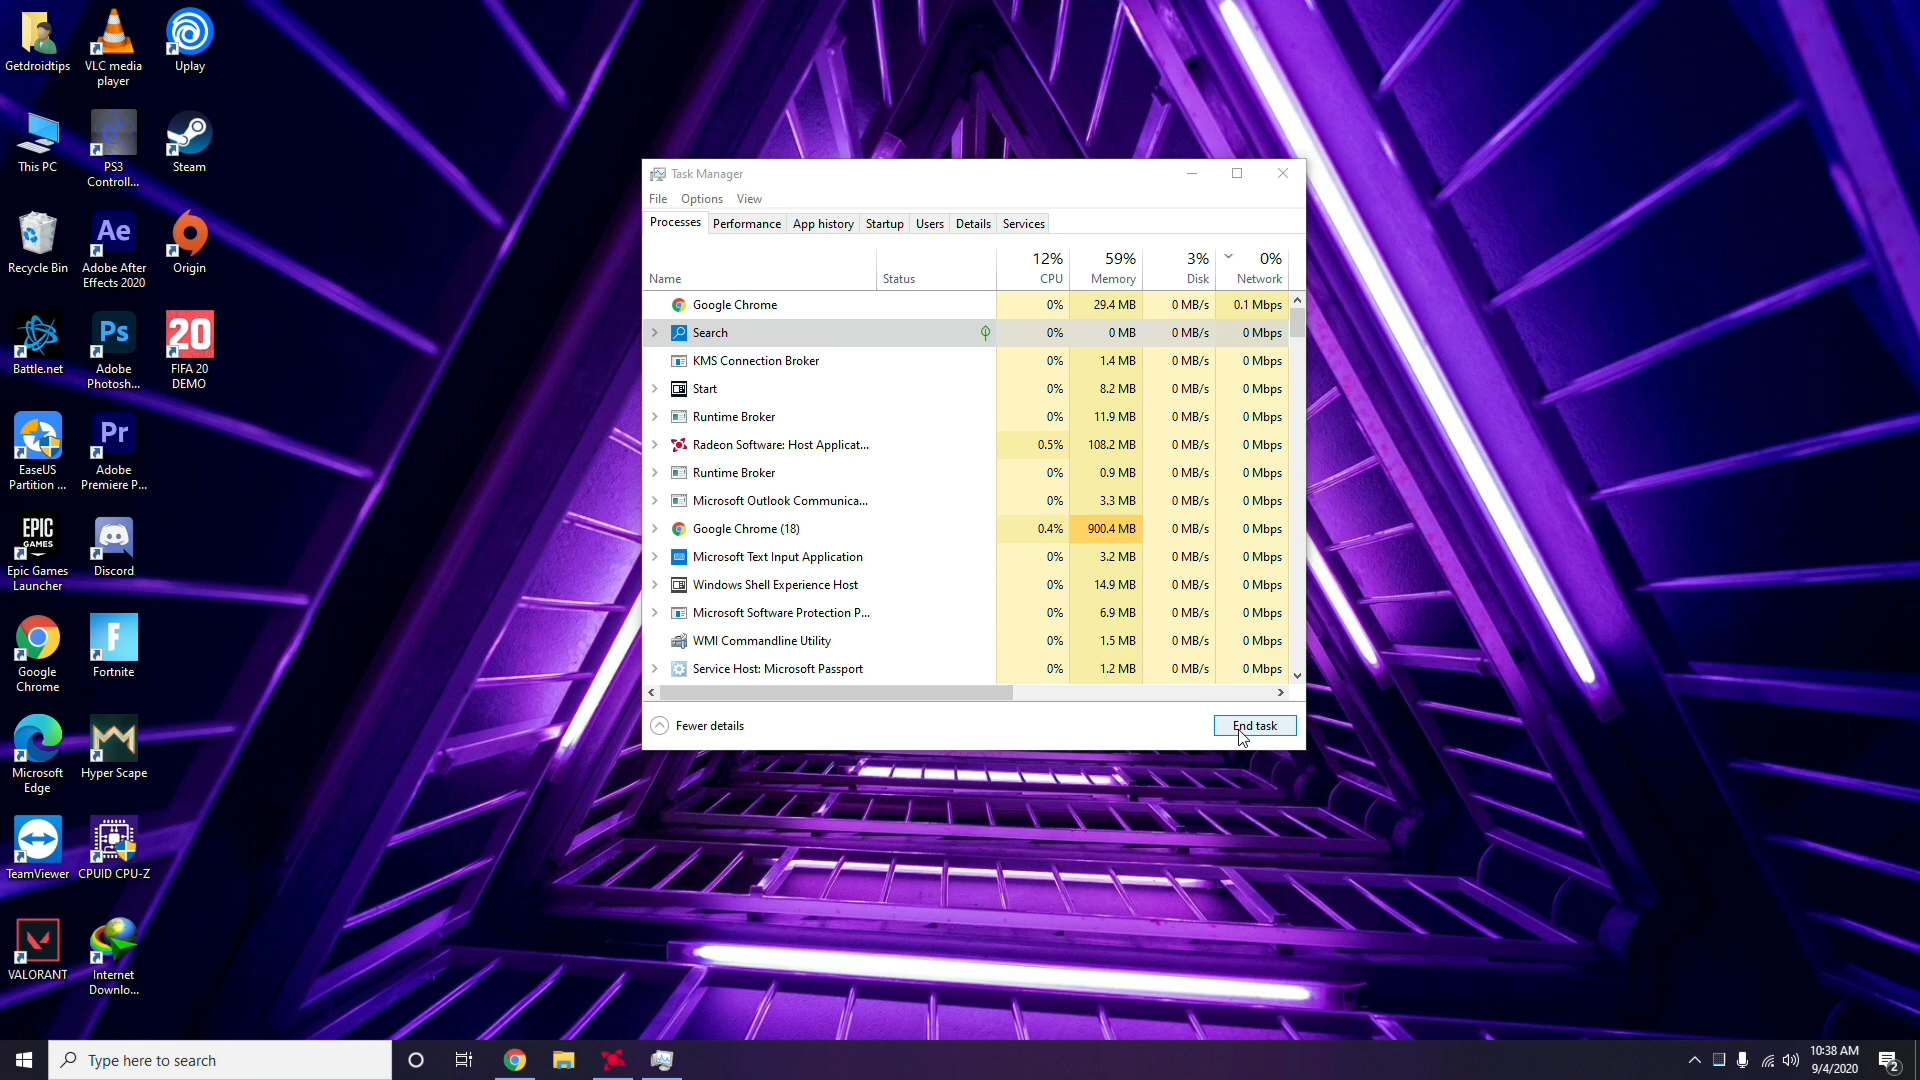 Getdroidtips
VLC media
player
Uplay
This PC
PS3
Controll...
Steam
Recycle Bin
Ae
Adobe After
Effects 2020
Origin
Battle.net
Ps
Adobe
Photosh...
20
FIFA 20
DEMO
EaseUS
Partition ...
Pr
Adobe
Premiere P...
EPIC
GAMES
Epic Games
Launcher
Discord
Google
Chrome
F
Fortnite
Microsoft
Edge
Hyper Scape
TeamViewer
CPUID CPU-Z
VALORANT
Internet
Downlo...
Task Manager
File Options View
Processes Performance App history Startup Users Details Services
12% 59% 3% 0%
Name Status CPU Memory Disk Network
Google Chrome 0% 29.4 MB 0 MB/s 0.1 Mbps
Search 0% 0 MB 0 MB/s 0 Mbps
KMS Connection Broker 0% 1.4 MB 0 MB/s 0 Mbps
Start 0% 8.2 MB 0 MB/s 0 Mbps
Runtime Broker 0% 11.9 MB 0 MB/s 0 Mbps
Radeon Software: Host Applicat... 0.5% 108.2 MB 0 MB/s 0 Mbps
Runtime Broker 0% 0.9 MB 0 MB/s 0 Mbps
Microsoft Outlook Communica... 0% 3.3 MB 0 MB/s 0 Mbps
Google Chrome (18) 0.4% 900.4 MB 0 MB/s 0 Mbps
Microsoft Text Input Application 0% 3.2 MB 0 MB/s 0 Mbps
Windows Shell Experience Host 0% 14.9 MB 0 MB/s 0 Mbps
Microsoft Software Protection P... 0% 6.9 MB 0 MB/s 0 Mbps
WMI Commandline Utility 0% 1.5 MB 0 MB/s 0 Mbps
Service Host: Microsoft Passport 0% 1.2 MB 0 MB/s 0 Mbps
Fewer details End task
Type here to search
10:38 AM
9/4/2020
2